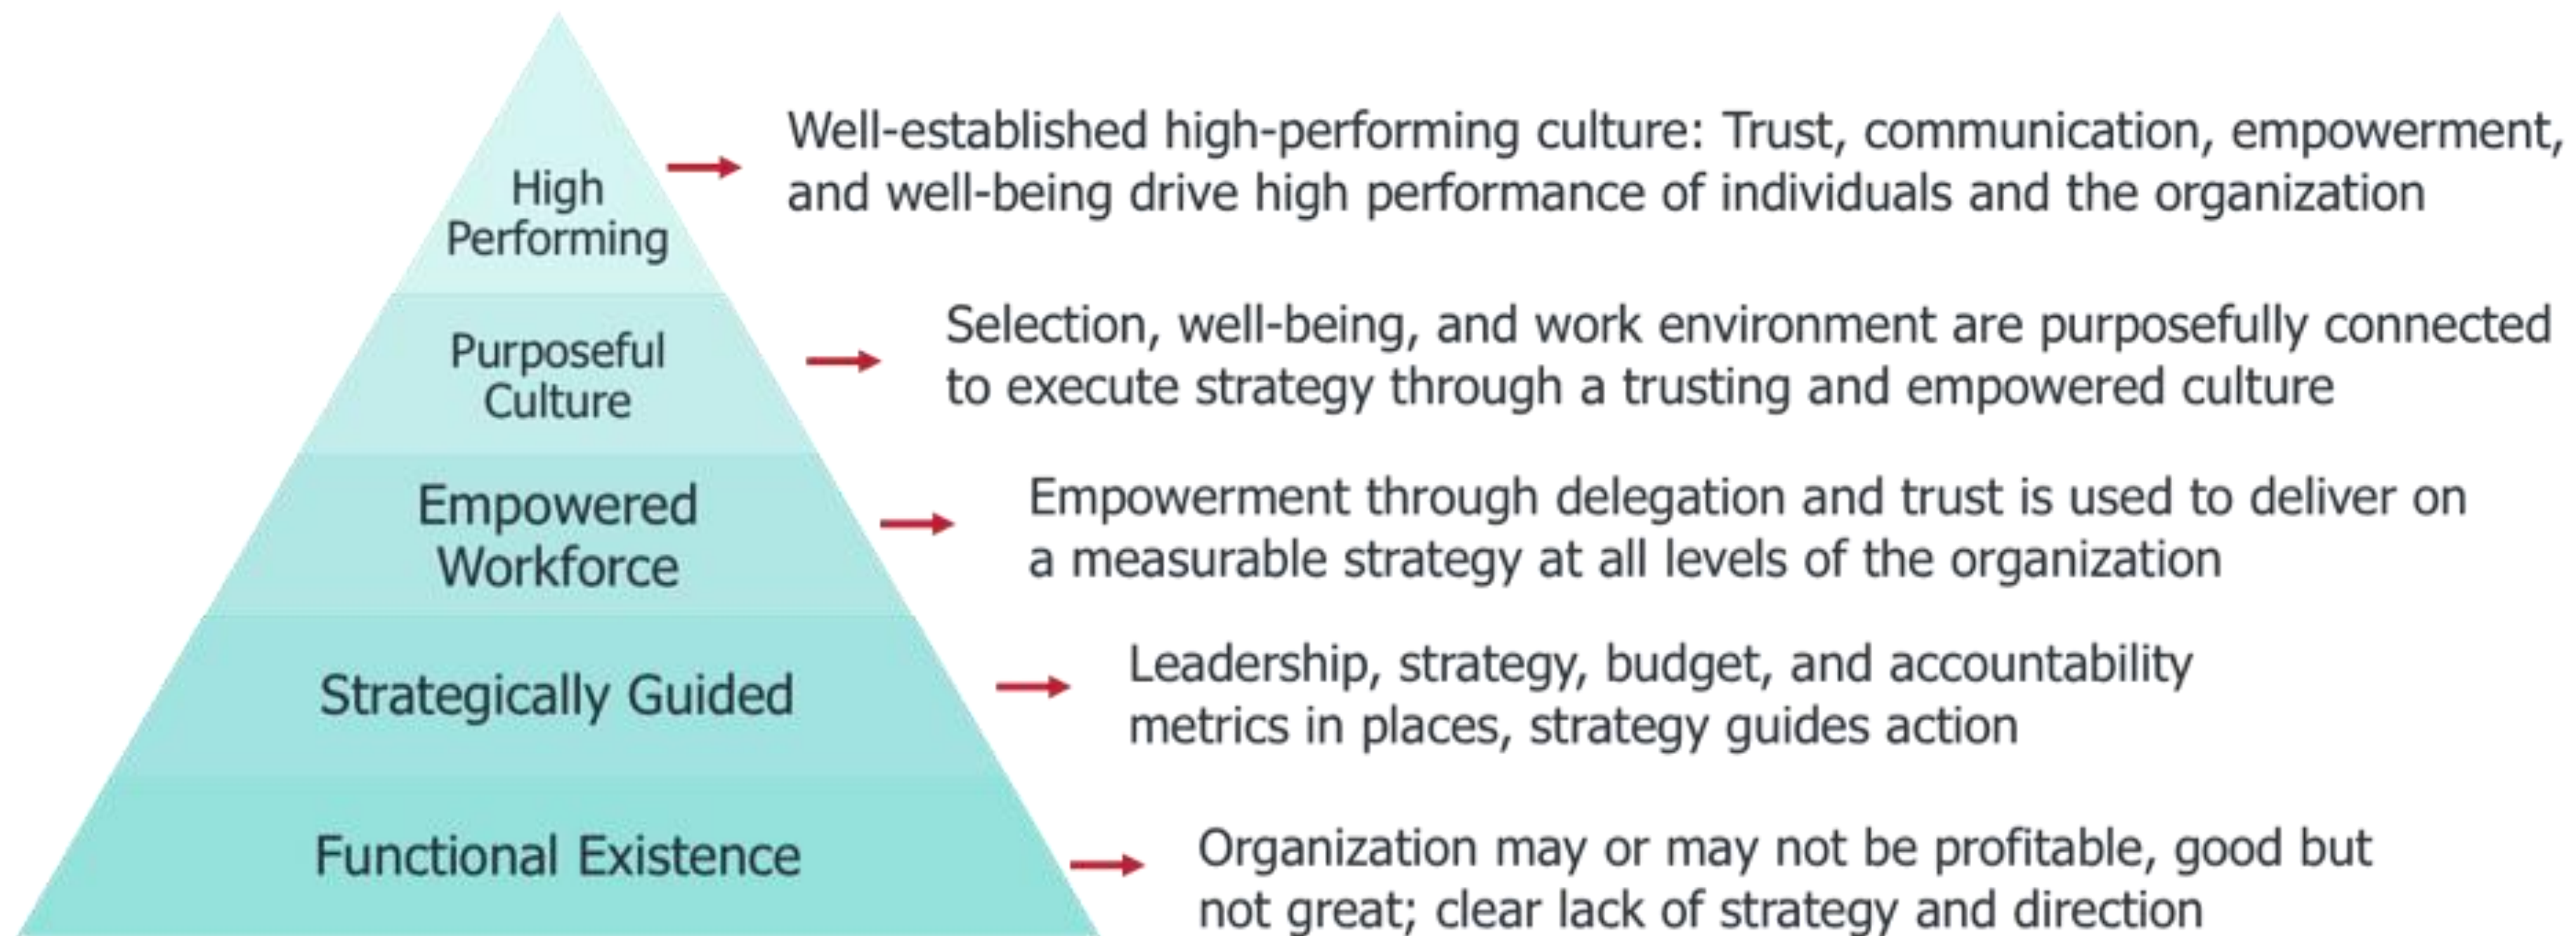 High
Performing
Well-established high-performing culture: Trust, communication, empowerment,
and well-being drive high performance of individuals and the organization
Purposeful
Culture
Selection, well-being, and work environment are purposefully connected
to execute strategy through a trusting and empowered culture
Empowered
Workforce
Empowerment through delegation and trust is used to deliver on
a measurable strategy at all levels of the organization
Strategically Guided
Leadership, strategy, budget, and accountability
metrics in places, strategy guides action
Functional Existence
Organization may or may not be profitable, good but
not great; clear lack of strategy and direction